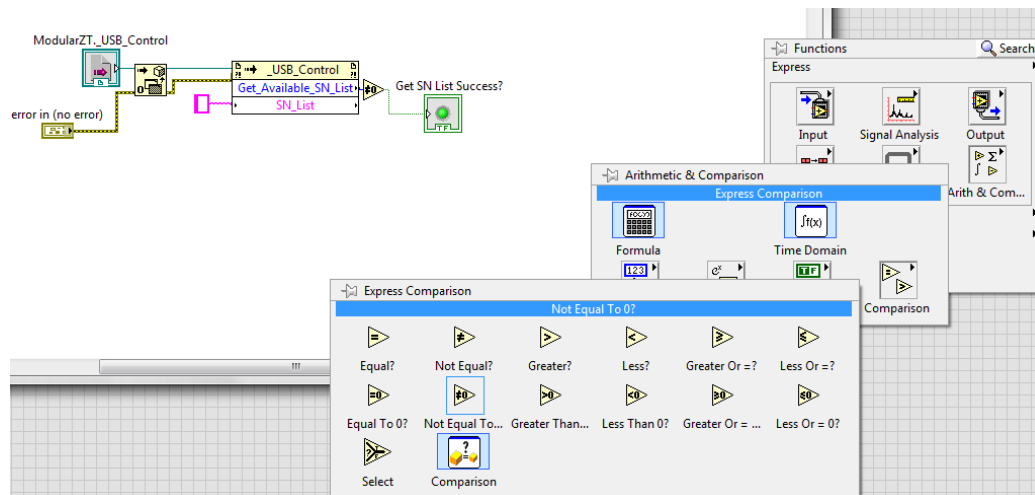 ModularZT._USB_Control
_USB_Control
Get_Available_SN_List
SN_List
≠0
Get SN List Success?
TF
error in (no error)
Functions
Search
Express
Input
Signal Analysis
Output
Arith & Com...
Arithmetic & Comparison
Express Comparison
Formula
Time Domain
Comparison
Express Comparison
Not Equal To 0?
Equal?
Not Equal?
Greater?
Less?
Greater Or =?
Less Or =?
Equal To 0?
Not Equal To...
Greater Than...
Less Than 0?
Greater Or = ...
Less Or = 0?
Select
Comparison